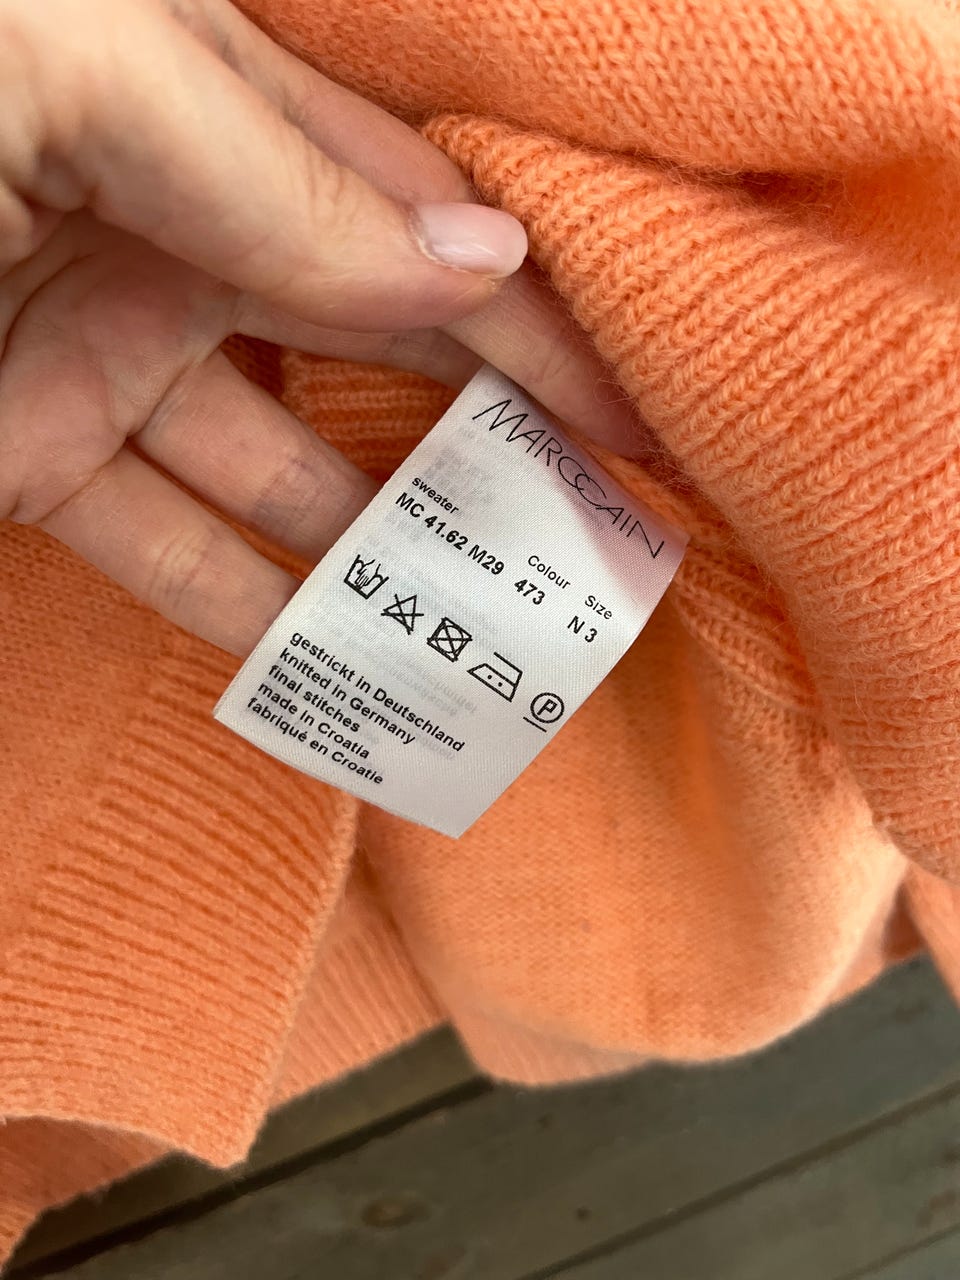 MARCCAIN
sweater
MC 41.62 M29
Colour
473
Size
N 3
P
gestrickt in Deutschland
knitted in Germany
final stitches
made in Croatia
fabriqué en Croatie